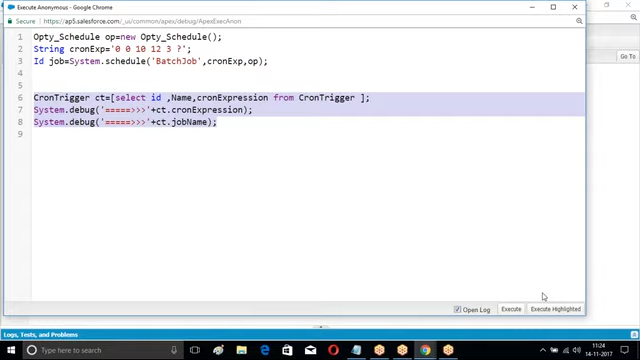 Execute Anonymous - Google Chrome
Secure
https://ap5.salesforce.com/_ui/common/apex/debug/ApexExecAnon
1 Opty_Schedule op=new Opty_Schedule();
2 String cronExp='0 0 10 12 3 ?';
3 Id job=System.schedule('BatchJob',cronExp,op);
4
5
6 CronTrigger ct=[select id ,Name,cronExpression from CronTrigger ];
7 System.debug('=====>>>'+ct.cronExpression);
8 System.debug('=====>>>'+ct.jobName);
9
Go To
Open Log
Execute
Execute Highlighted
Logs, Tests, and Problems
Type here to search
11:24
14-11-2017